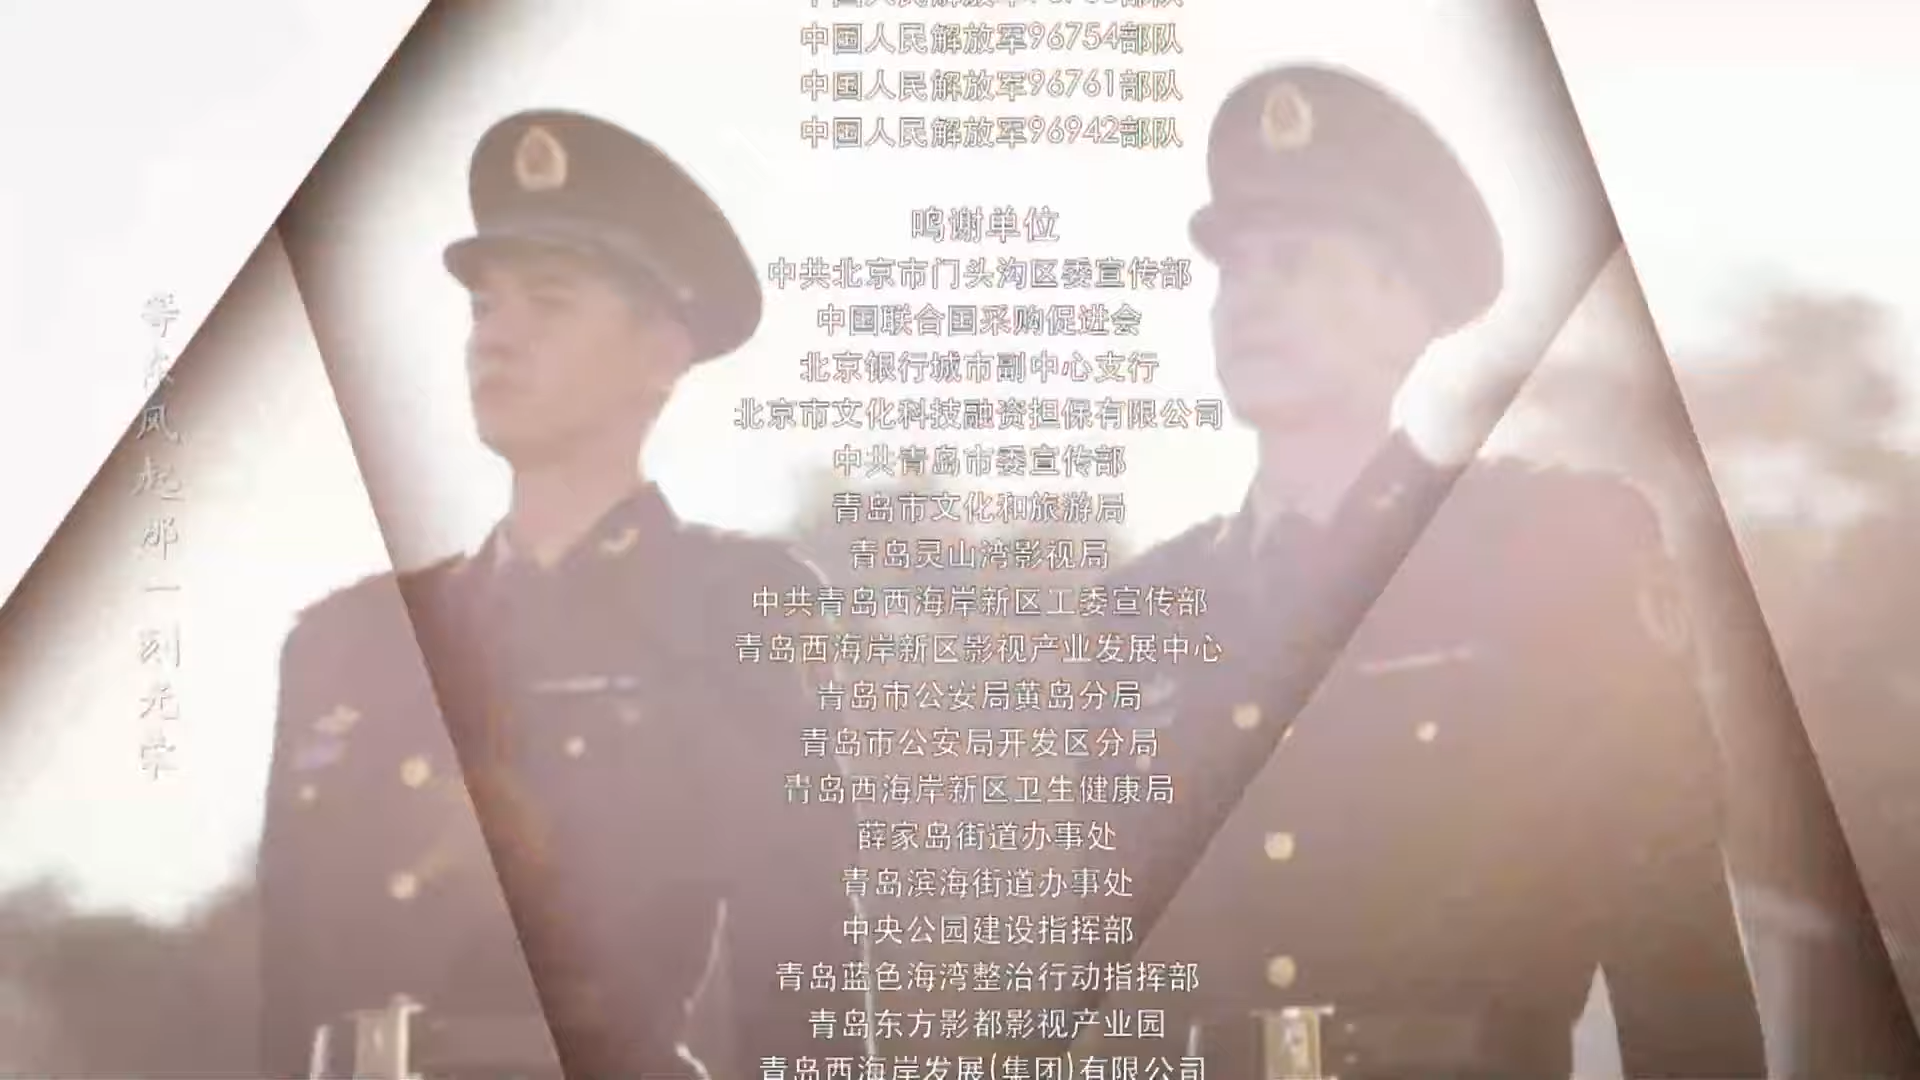 中国人民解放军96754部队
中国人民解放军96761部队
中国人民解放军96942部队
鸣谢单位
中共北京市门头沟区委宣传部
中国联合国采购促进会
北京银行城市副中心支行
北京市文化科技融资担保有限公司
中共青岛市委宣传部
青岛市文化和旅游局
青岛灵山湾影视局
中共青岛西海岸新区工委宣传部
青岛西海岸新区影视产业发展中心
青岛市公安局黄岛分局
青岛市公安局开发区分局
青岛西海岸新区卫生健康局
薛家岛街道办事处
青岛滨海街道办事处
中央公园建设指挥部
青岛蓝色海湾整治行动指挥部
青岛东方影都影视产业园
青岛西海岸发展(集团)有限公司
等东风起那一刻光荣